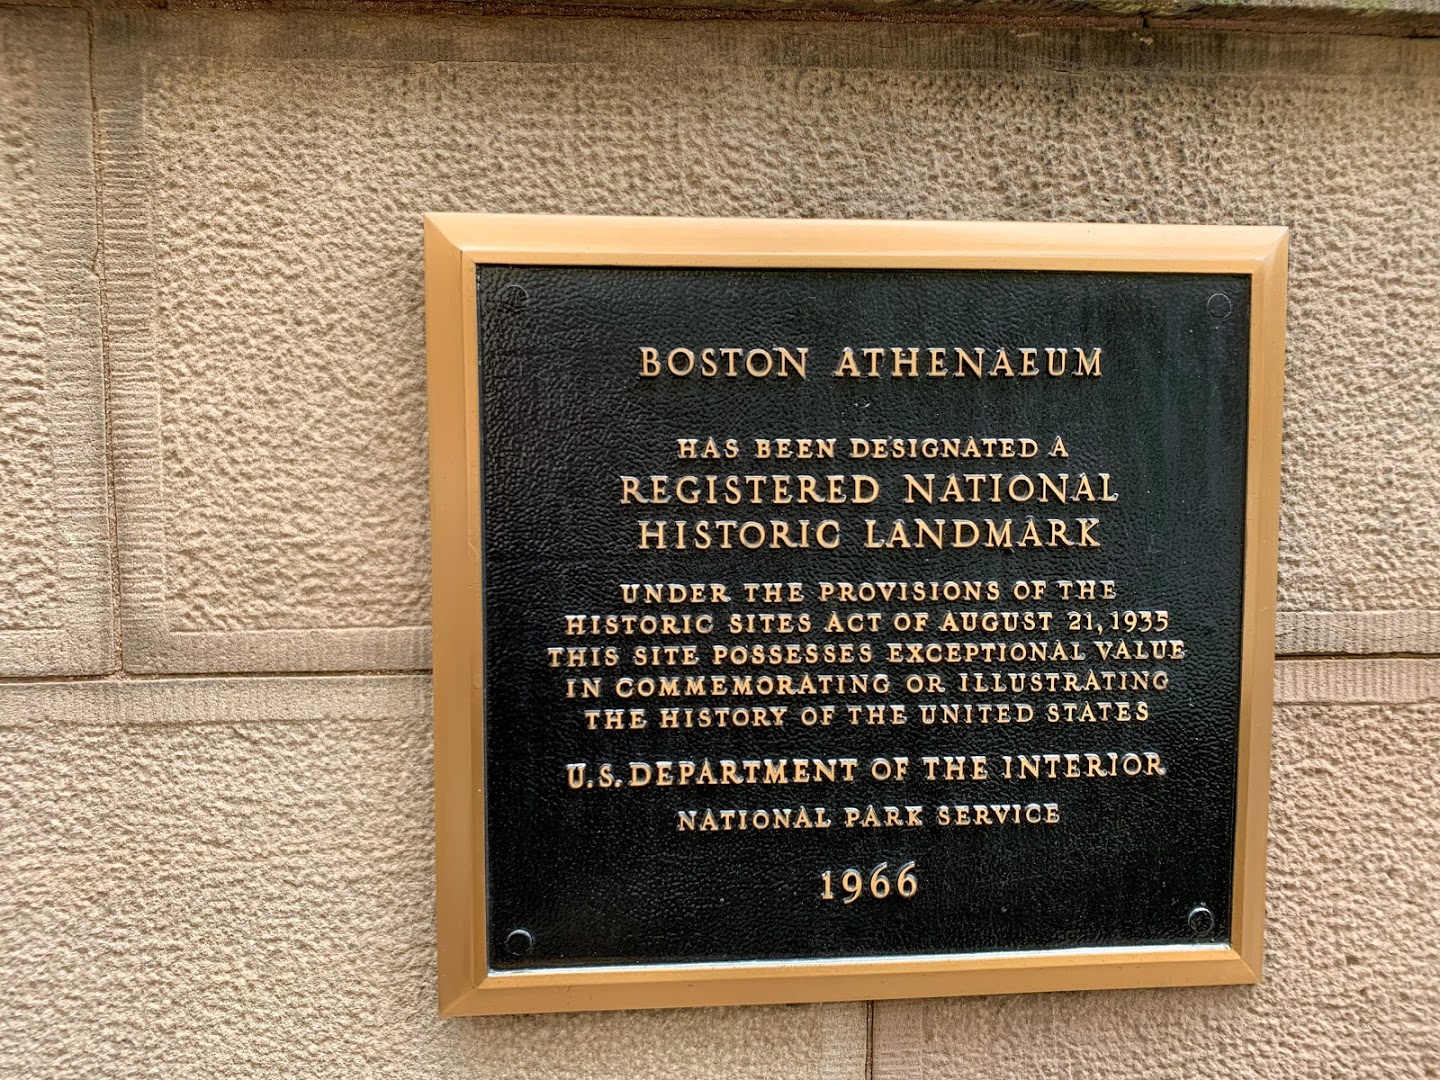 BOSTON ATHENAEUM
HAS BEEN DESIGNATED A
REGISTERED NATIONAL
HISTORIC LANDMARK
UNDER THE PROVISIONS OF THE
HISTORIC SITES ACT OF AUGUST 21, 1935
THIS SITE POSSESSES EXCEPTIONAL VALUE
IN COMMEMORATING OR ILLUSTRATING
THE HISTORY OF THE UNITED STATES
U.S. DEPARTMENT OF THE INTERIOR
NATIONAL PARK SERVICE
1966